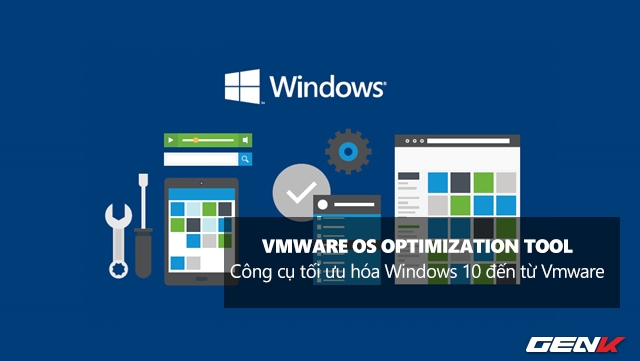 Windows
VMWARE OS OPTIMIZATION TOOL
Công cụ tối ưu hóa Windows 10 đến từ Vmware
GENK